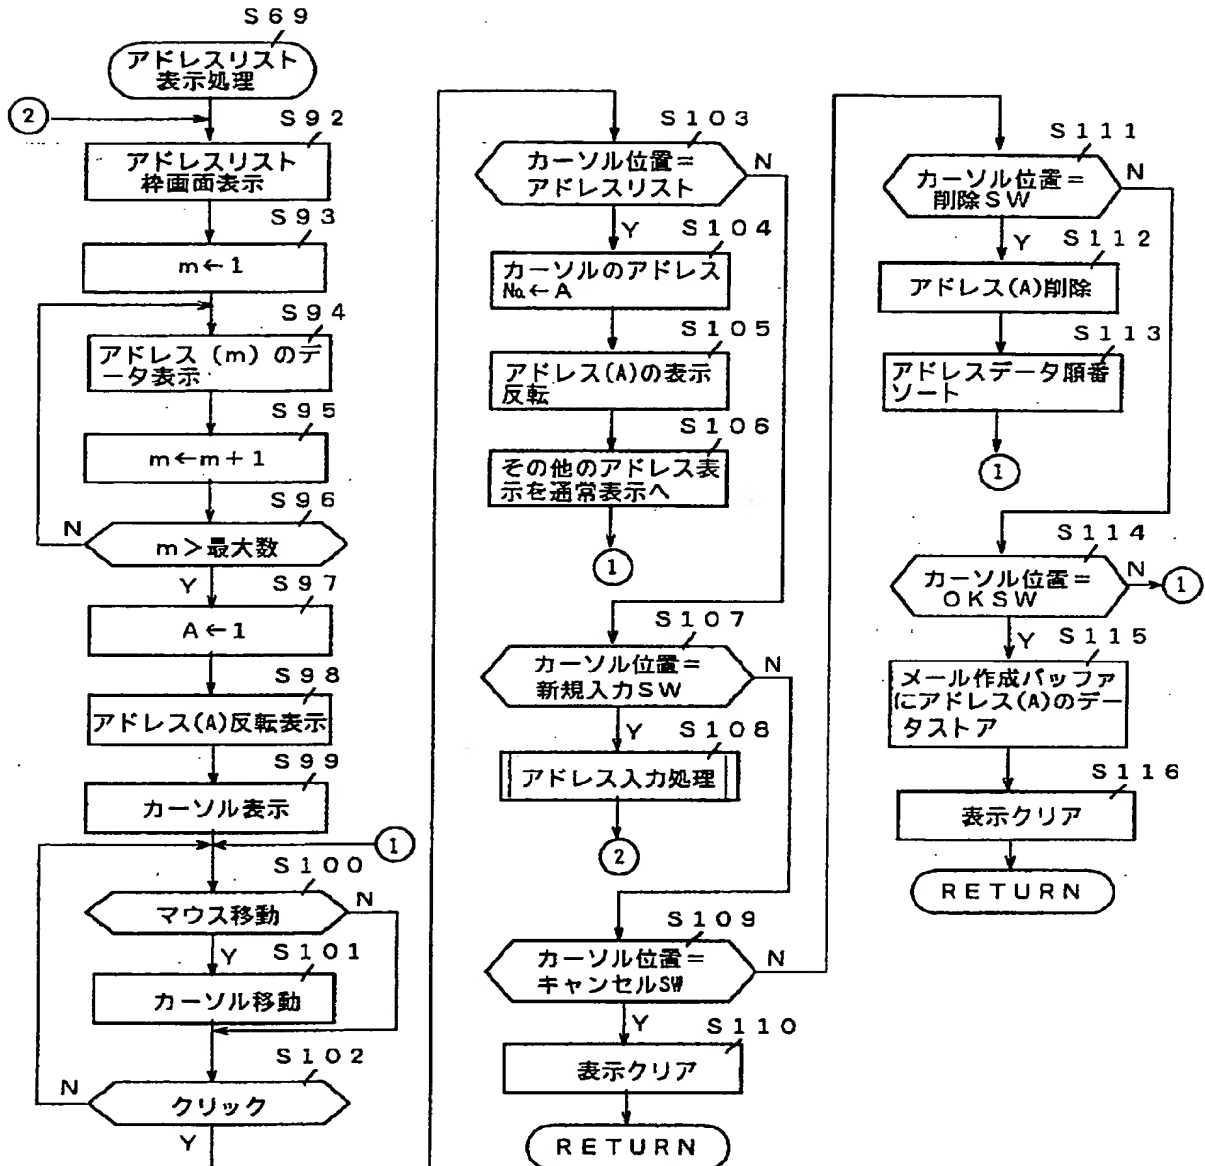 S69
アドレスリスト
表示処理
2
S92
アドレスリスト
枠画面表示
S93
m←1
S94
アドレス(m)のデ
ータ表示
S95
m←m+1
S96
N
m>最大数
Y
S97
A←1
S98
アドレス(A)反転表示
S99
カーソル表示
1
S100
マウス移動
N
Y
S101
カーソル移動
S102
N
クリック
Y
S103
カーソル位置=
アドレスリスト
N
Y
S104
カーソルのアドレス
No.←A
S105
アドレス(A)の表示
反転
S106
その他のアドレス表
示を通常表示へ
1
S107
カーソル位置=
新規入力SW
N
Y
S108
アドレス入力処理
2
S109
カーソル位置=
キャンセルSW
N
Y
S110
表示クリア
RETURN
S111
カーソル位置=
削除SW
N
Y
S112
アドレス(A)削除
S113
アドレスデータ順番
ソート
1
S114
カーソル位置=
OKSW
N
1
Y
S115
メール作成バッファ
にアドレス(A)のデー
タストア
S116
表示クリア
RETURN